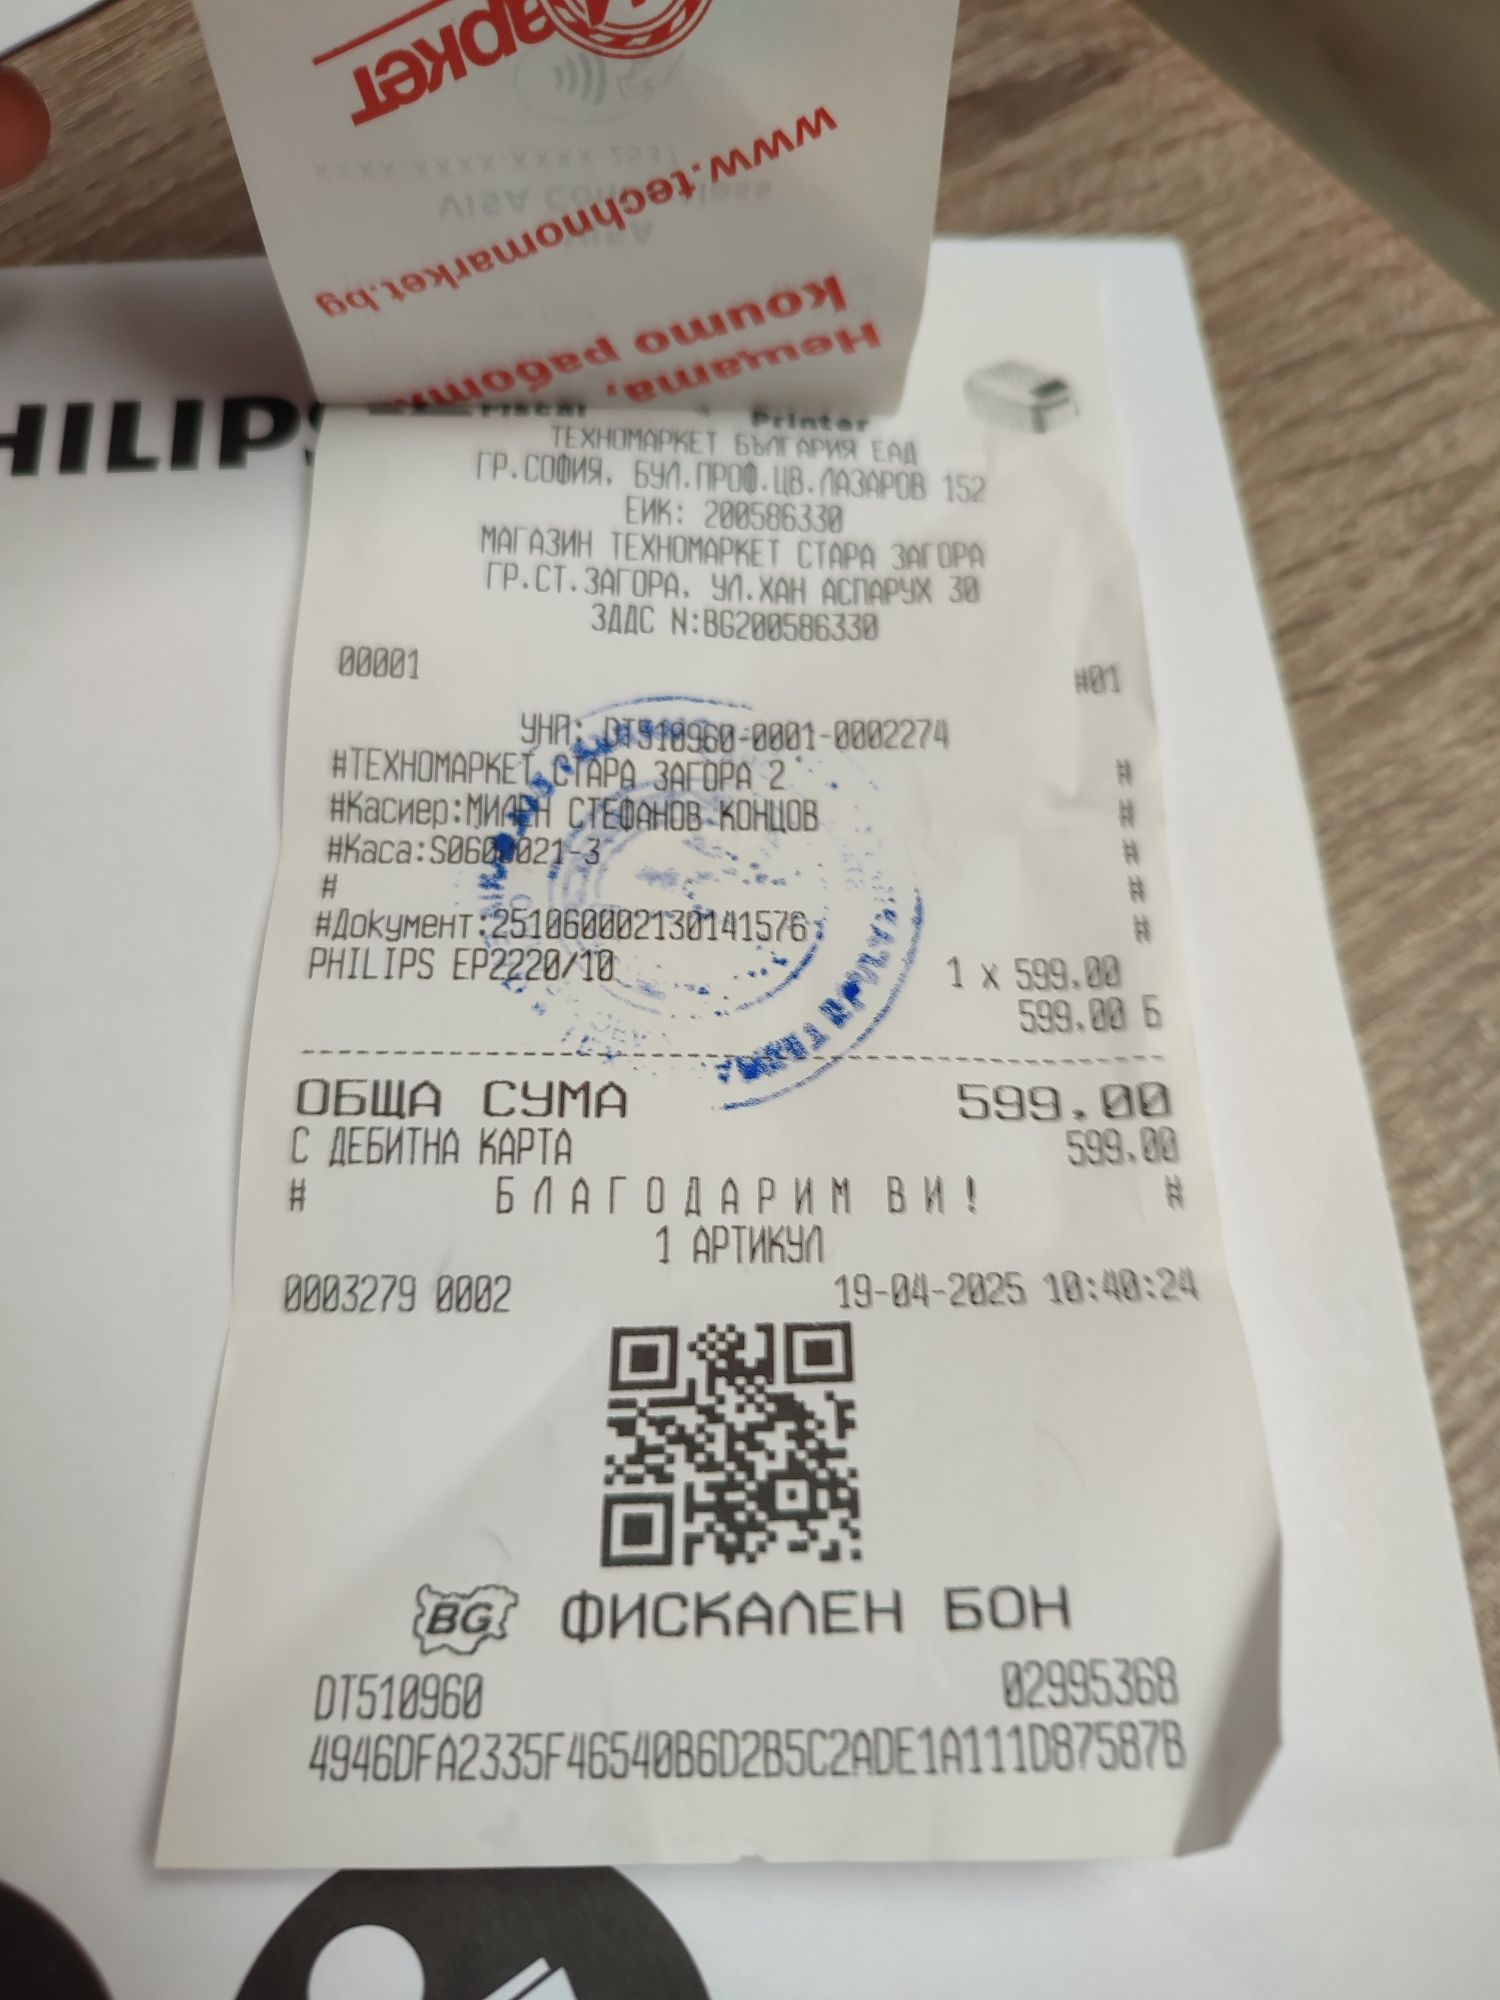 аркет
www.technomarket.bg
Нещата,
които работ
HILIPS
Fiscal Printer
ТЕХНОМАРКЕТ БЪЛГАРИЯ ЕАД
ГР.СОФИЯ, БУЛ.ПРОФ.ЦВ.ЛАЗАРОВ 152
ЕИК: 200586330
МАГАЗИН ТЕХНОМАРКЕТ СТАРА ЗАГОРА
ГР.СТ.ЗАГОРА, УЛ.ХАН АСПАРУХ 30
ЗДДС N:BG200586330
00001 #01
УНП: DT510960-0001-0002274
#ТЕХНОМАРКЕТ СТАРА ЗАГОРА 2 #
#Касиер:МИЛЕН СТЕФАНОВ КОНЦОВ #
#Каса:S0600021-3 #
# #
#Документ:251060002130141576 #
PHILIPS EP2220/10 1 x 599.00
599.00 Б
ОБЩА СУМА 599.00
С ДЕБИТНА КАРТА 599.00
# БЛАГОДАРИМ ВИ! #
1 АРТИКУЛ
0003279 0002 19-04-2025 10:40:24
BG ФИСКАЛЕН БОН
DT510960 02995368
4946DFA2335F46540B6D2B5C2ADE1A111D87587B